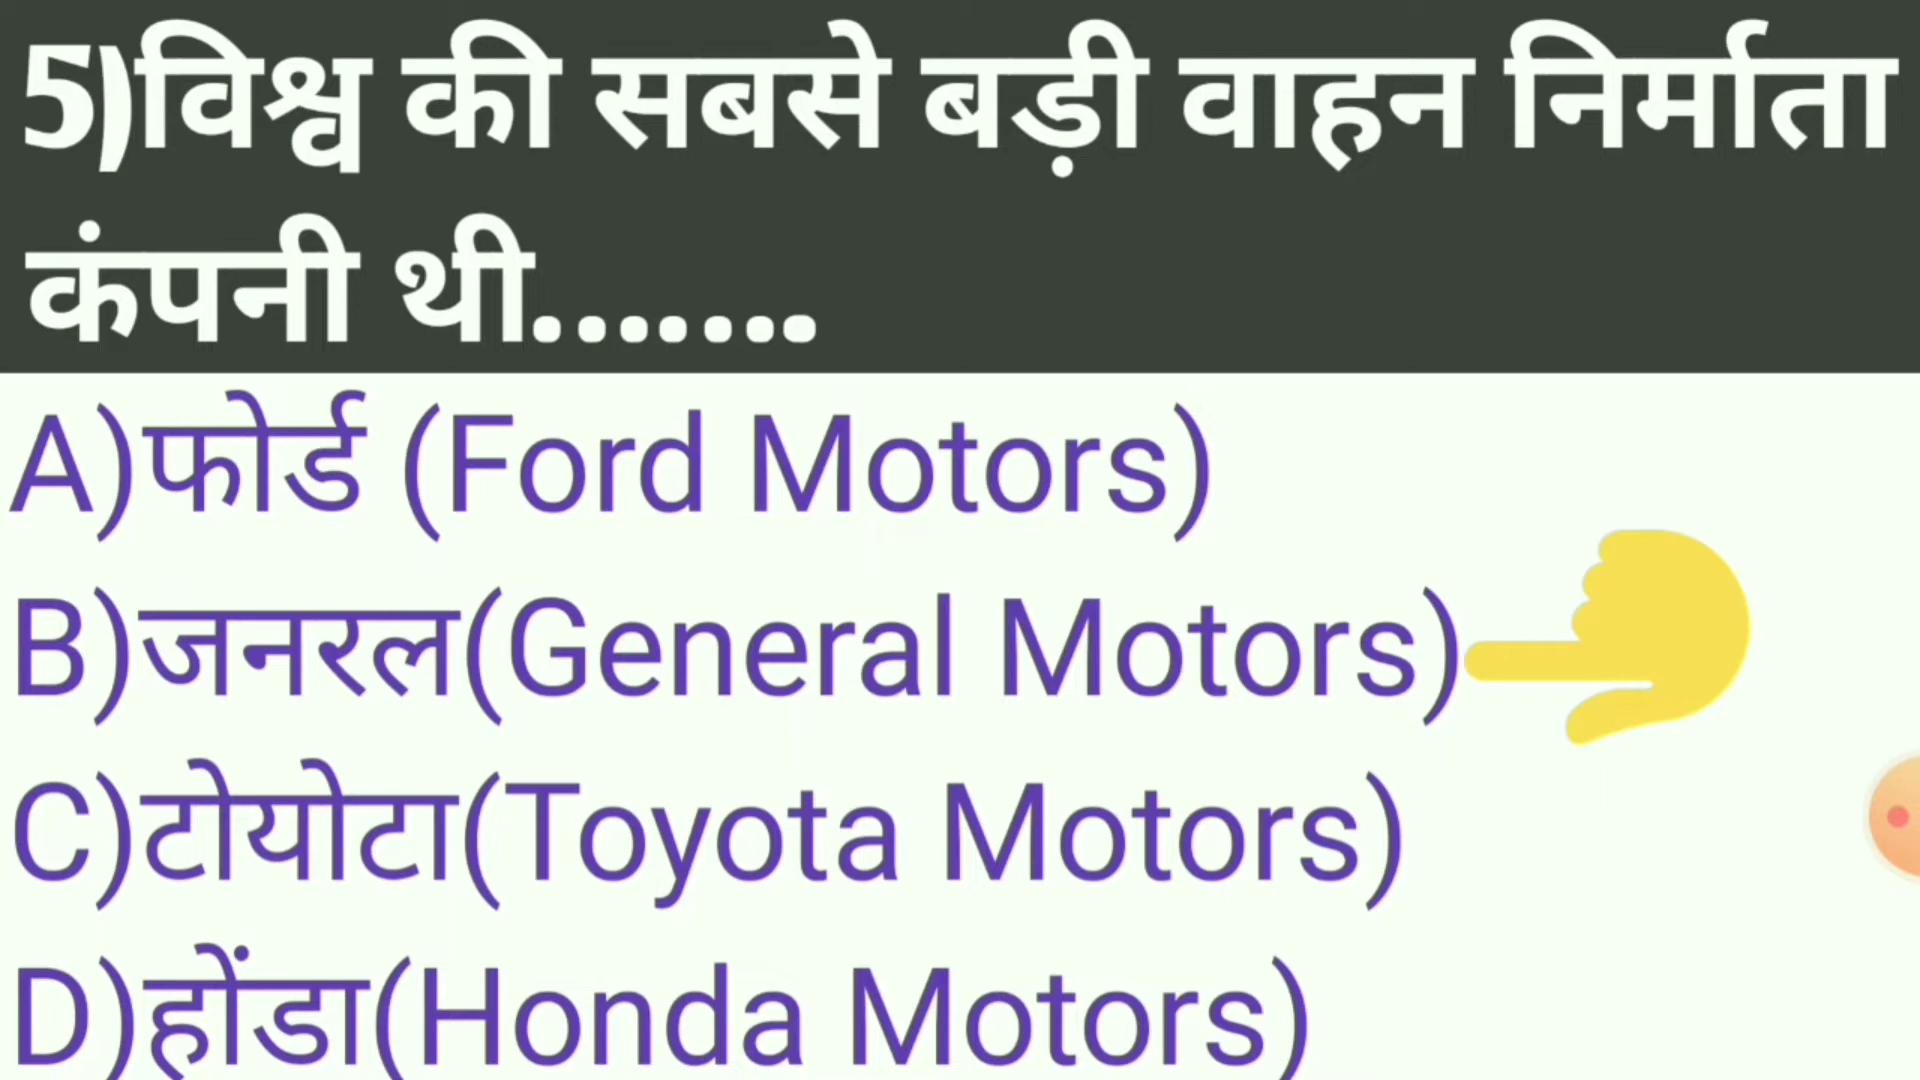 5)विश्व की सबसे बड़ी वाहन निर्माता
कंपनी थी.......
A)फोर्ड (Ford Motors)
B)जनरल(General Motors)
C)टोयोटा(Toyota Motors)
D)होंडा(Honda Motors)